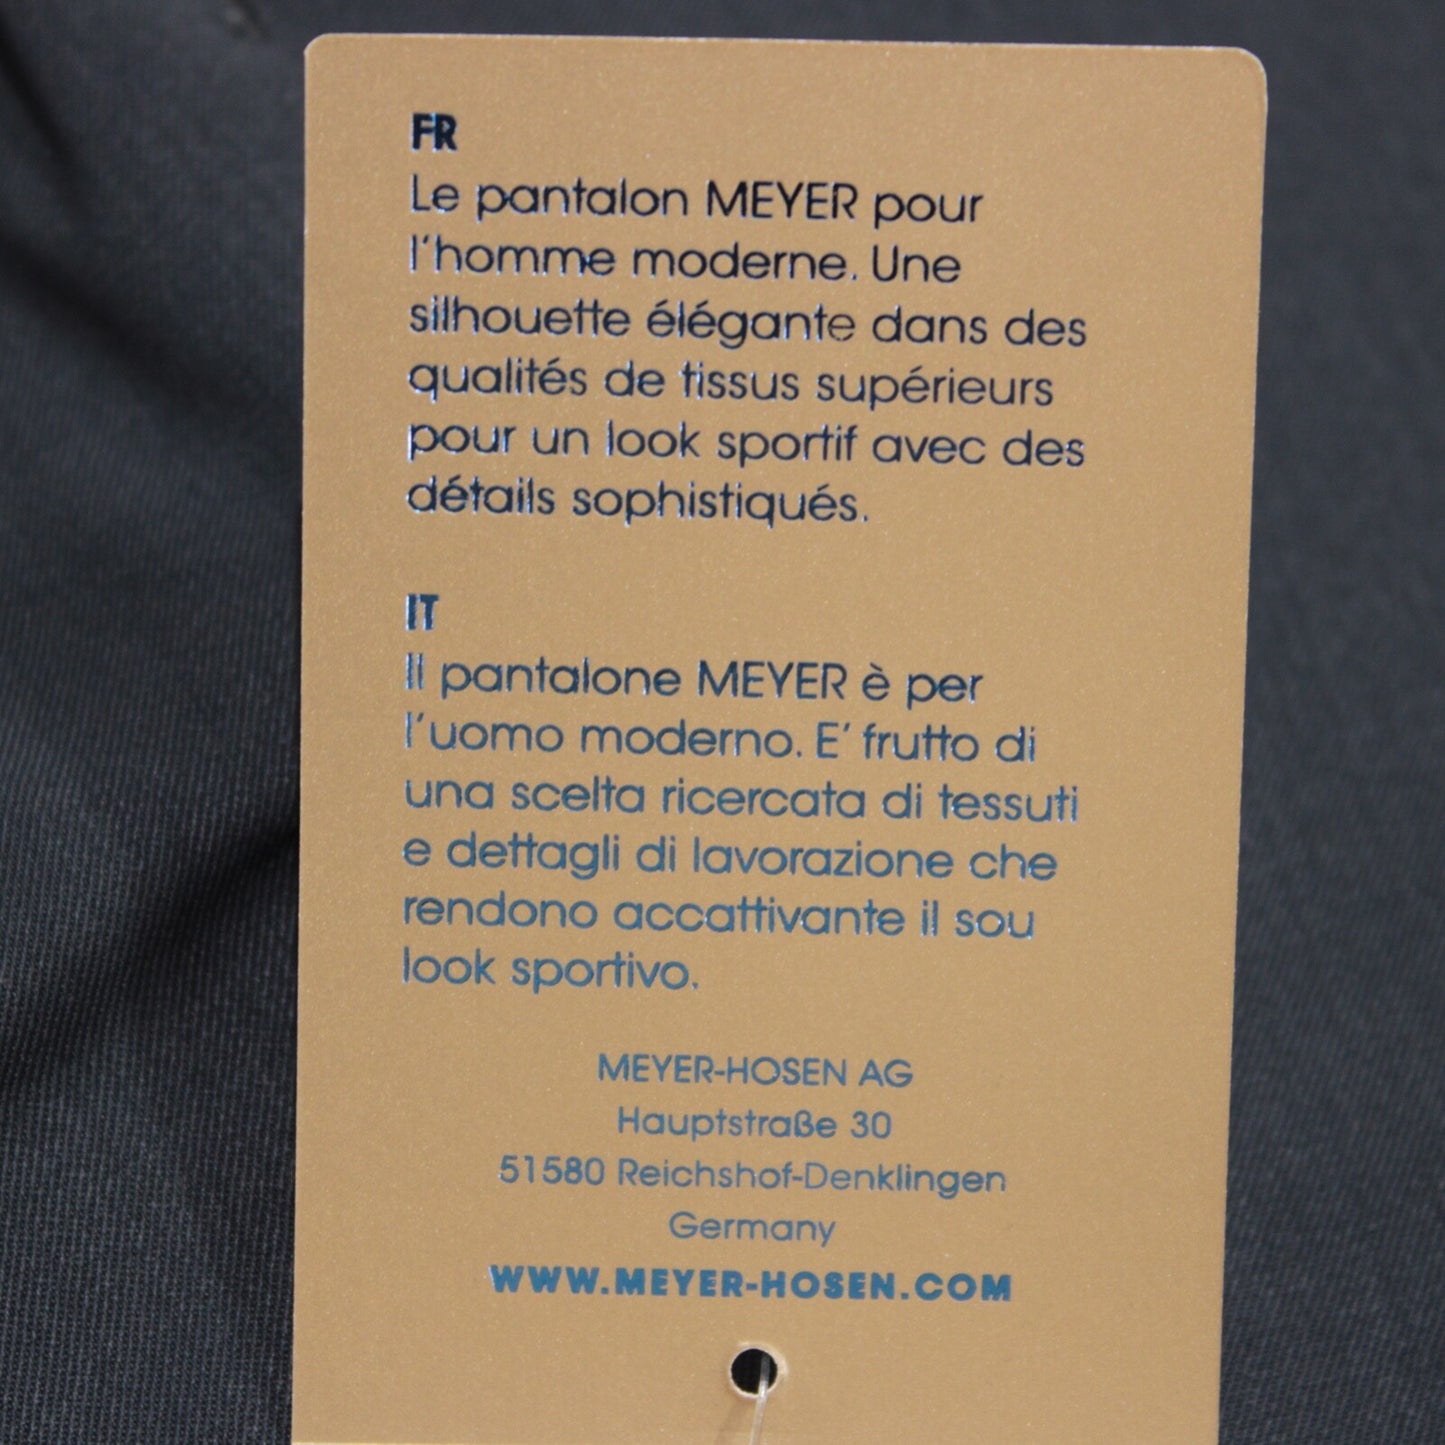 FR
Le pantalon MEYER pour
l'homme moderne. Une
silhouette élégante dans des
qualités de tissus supérieurs
pour un look sportif avec des
détails sophistiqués.
IT
Il pantalone MEYER è per
l'uomo moderno. E' frutto di
una scelta ricercata di tessuti
e dettagli di lavorazione che
rendono accattivante il sou
look sportivo.
MEYER-HOSEN AG
Hauptstraße 30
51580 Reichshof-Denklingen
Germany
WWW.MEYER-HOSEN.COM